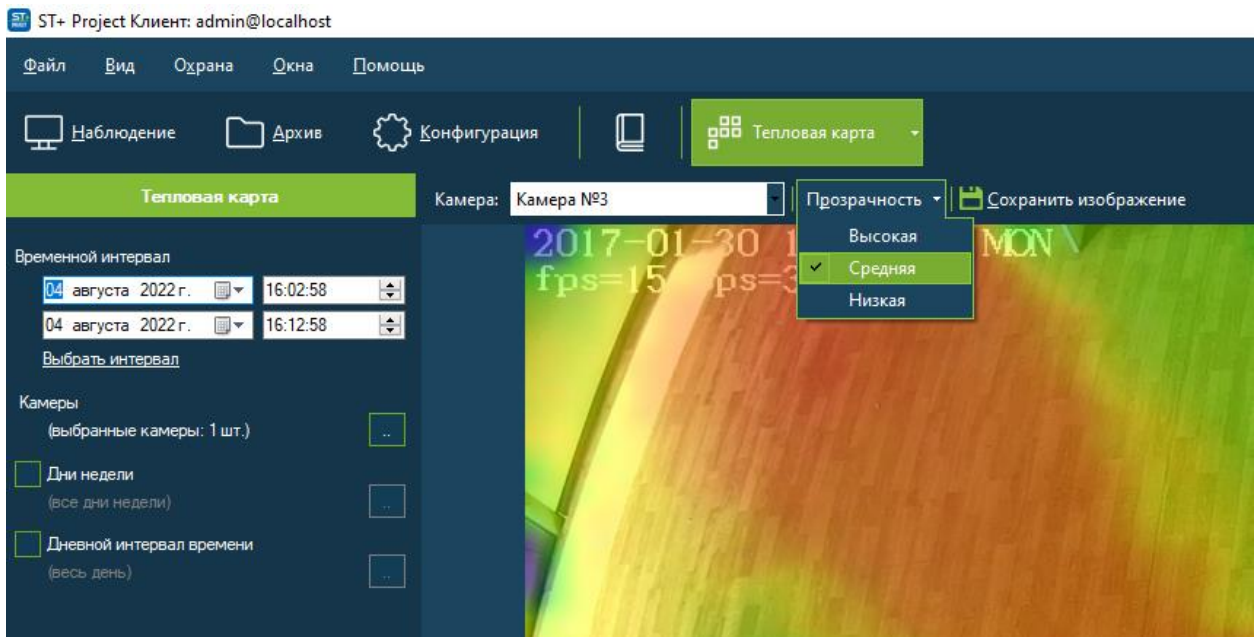 ST+ Project Клиент: admin@localhost
Файл Вид Охрана Окна Помощь
Наблюдение Архив Конфигурация Тепловая карта
Тепловая карта
Камера: Камера №3 Прозрачность Сохранить изображение
Высокая
Средняя
Низкая
2017-01-30 1 MON
fps=15 ps=3
Временной интервал
04 августа 2022 г. 16:02:58
04 августа 2022 г. 16:12:58
Выбрать интервал
Камеры
(выбранные камеры: 1 шт.)
..
Дни недели
(все дни недели)
..
Дневной интервал времени
(весь день)
..